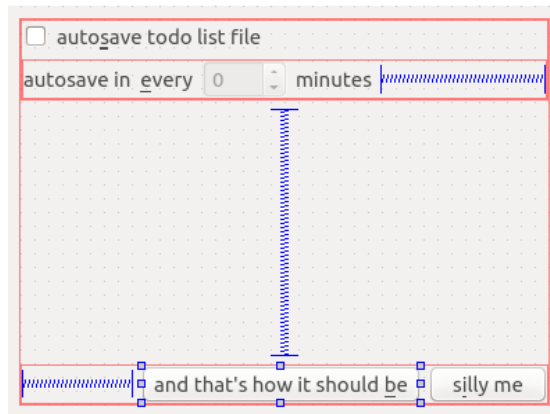 autosave todo list file
autosave in every 0 minutes
and that's how it should be silly me